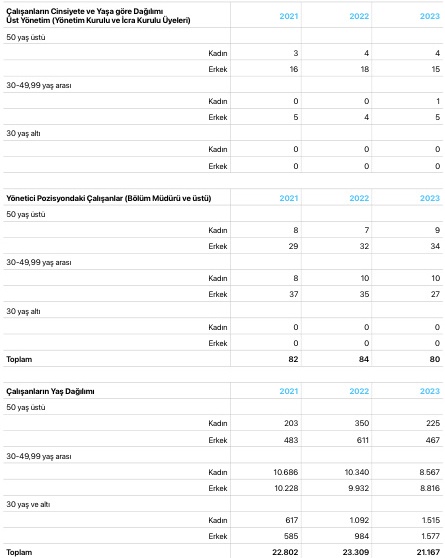 Çalışanların Cinsiyete ve Yaşa göre Dağılımı
Üst Yönetim (Yönetim Kurulu ve İcra Kurulu Üyeleri) 2021 2022 2023
50 yaş üstü
Kadın 3 4 4
Erkek 16 18 15
30-49,99 yaş arası
Kadın 0 0 1
Erkek 5 4 5
30 yaş altı
Kadın 0 0 0
Erkek 0 0 0
Yönetici Pozisyondaki Çalışanlar (Bölüm Müdürü ve üstü) 2021 2022 2023
50 yaş üstü
Kadın 8 7 9
Erkek 29 32 34
30-49,99 yaş arası
Kadın 8 10 10
Erkek 37 35 27
30 yaş altı
Kadın 0 0 0
Erkek 0 0 0
Toplam 82 84 80
Çalışanların Yaş Dağılımı 2021 2022 2023
50 yaş üstü
Kadın 203 350 225
Erkek 483 611 467
30-49,99 yaş arası
Kadın 10.686 10.340 8.567
Erkek 10.228 9.932 8.816
30 yaş ve altı
Kadın 617 1.092 1.515
Erkek 585 984 1.577
Toplam 22.802 23.309 21.167